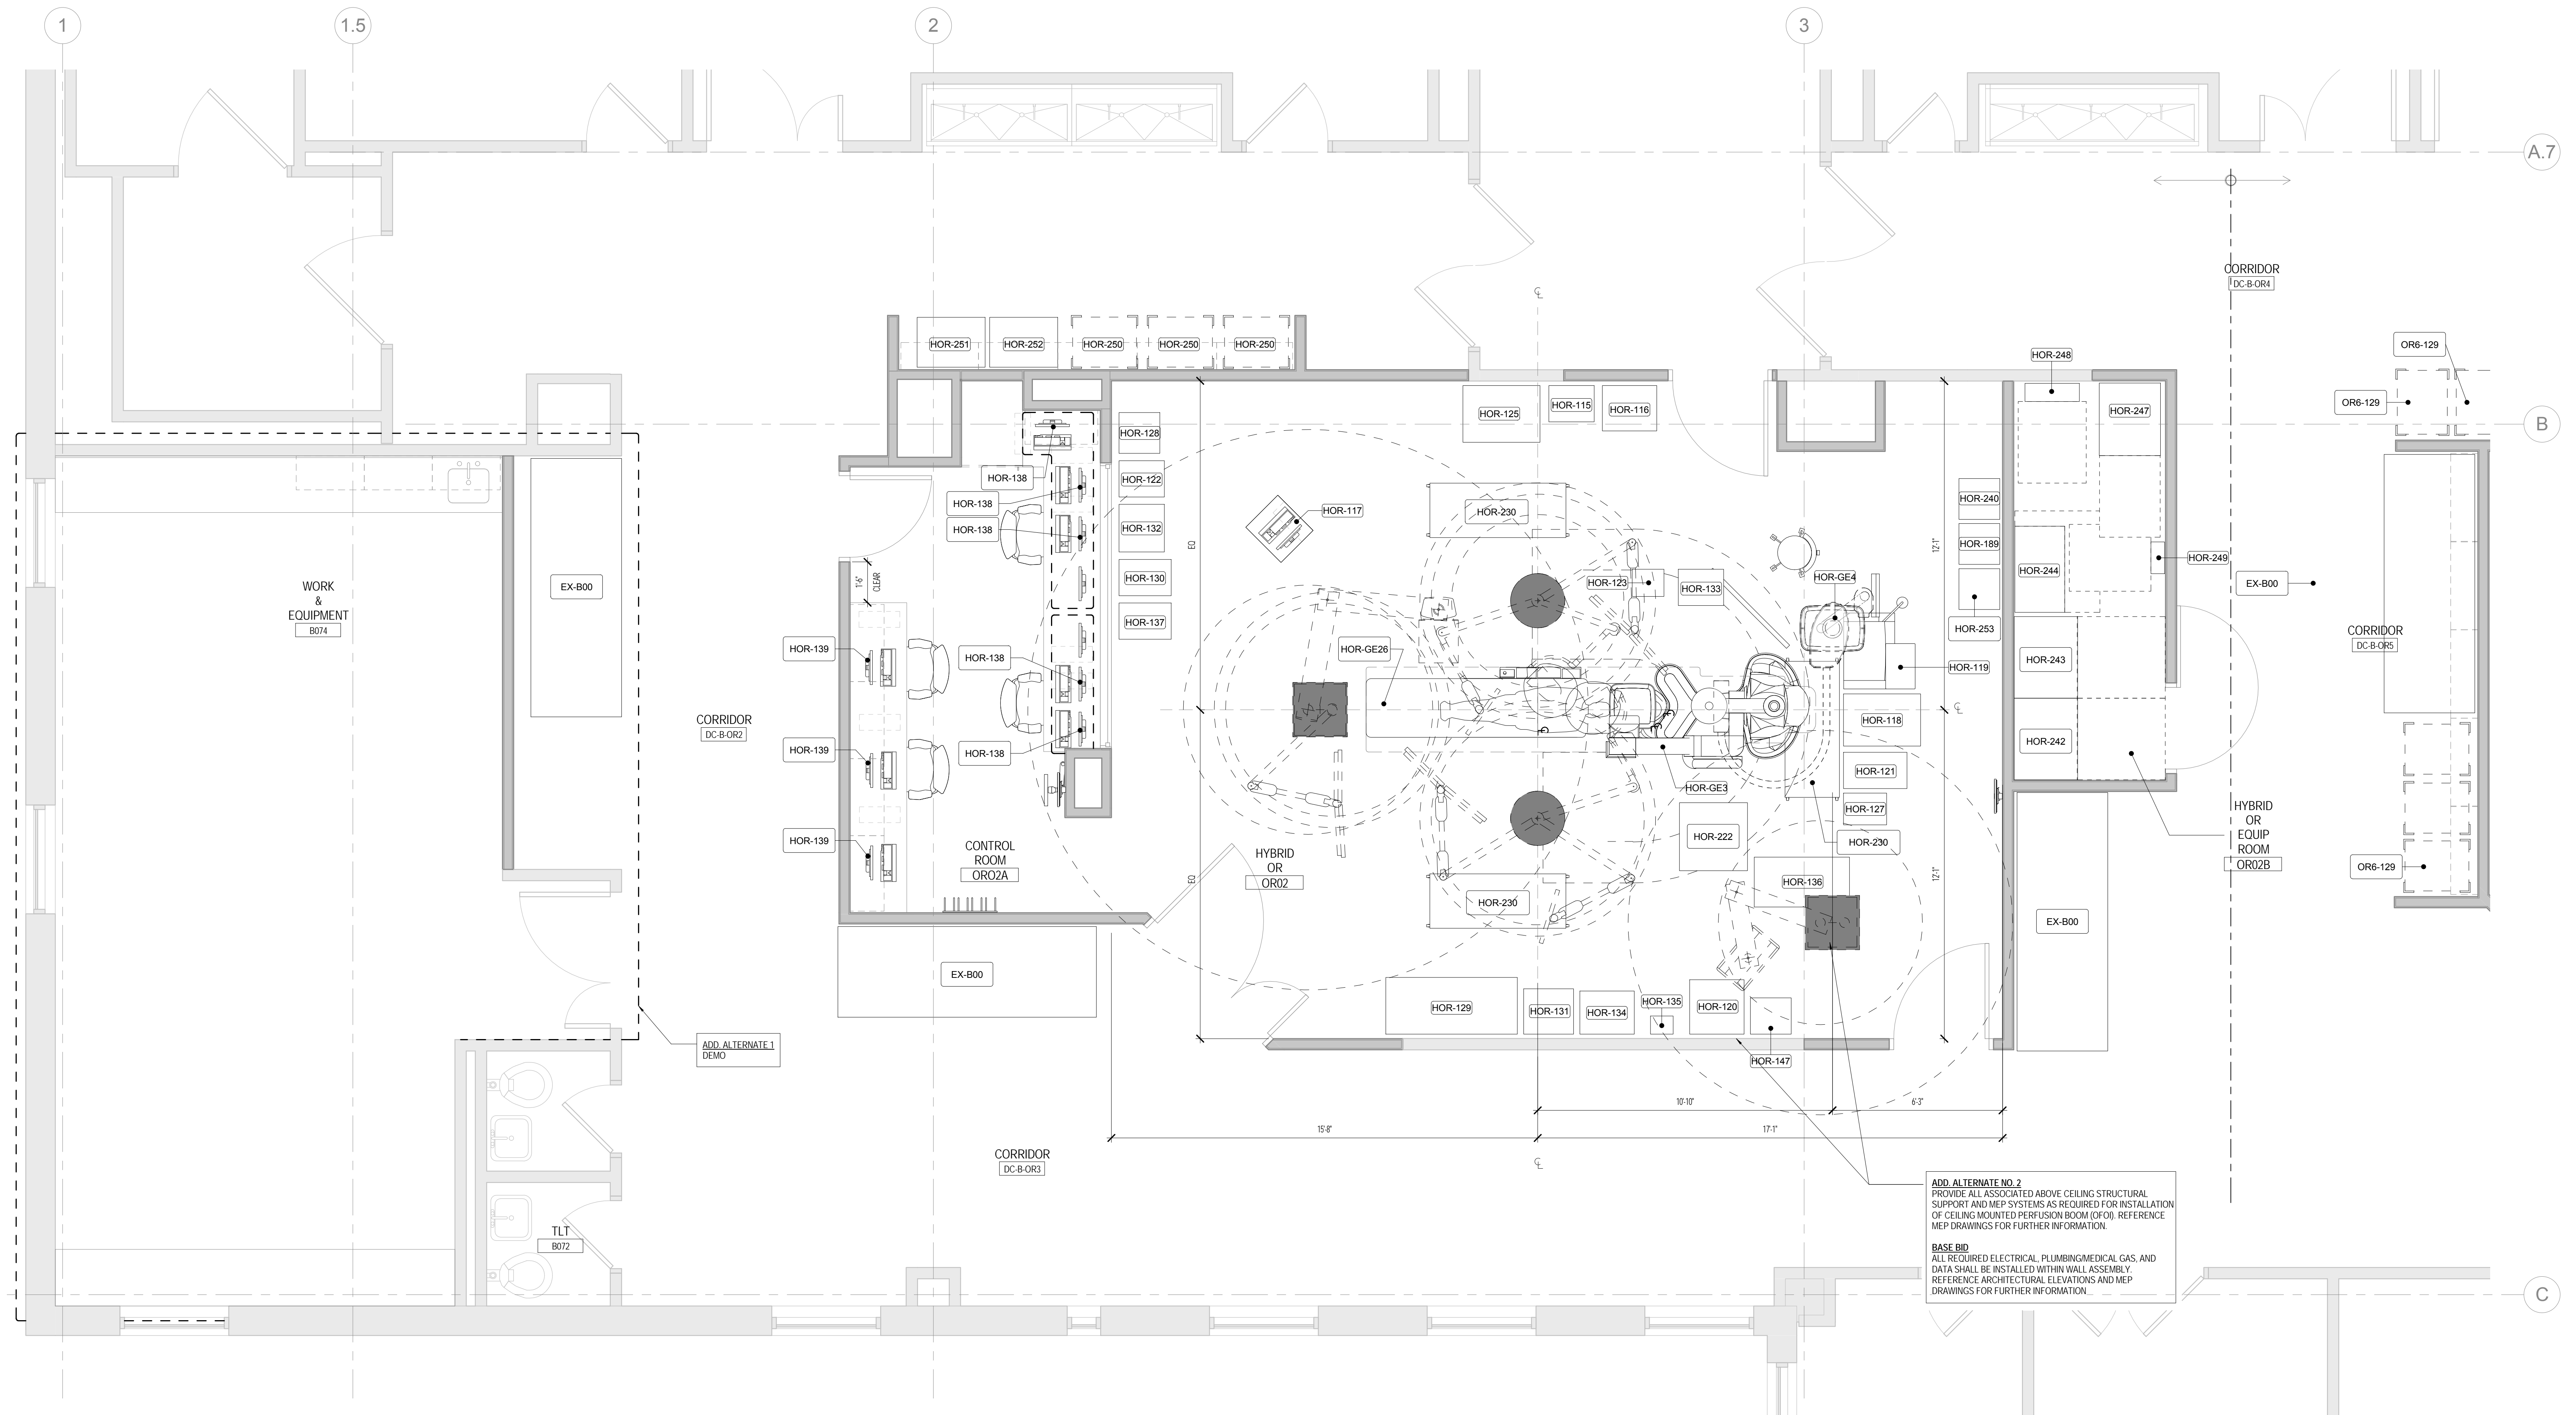 1
1.5
2
3
A.7
B
C
CORRIDOR
DC-B-OR4
℄
HOR-251
HOR-252
HOR-250
HOR-250
HOR-250
HOR-248
HOR-247
OR6-129
OR6-129
HOR-125
HOR-115
HOR-116
HOR-128
HOR-138
HOR-122
HOR-138
HOR-132
HOR-138
HOR-117
HOR-230
HOR-240
HOR-189
EQ
12'-1"
HOR-244
HOR-249
EX-B00
WORK
&
EQUIPMENT
B074
EX-B00
1'-6"
CLEAR
HOR-130
HOR-137
HOR-123
HOR-133
HOR-GE4
HOR-253
CORRIDOR
DC-B-OR5
HOR-139
HOR-138
HOR-GE26
HOR-119
HOR-243
CORRIDOR
DC-B-OR2
HOR-118
℄
HOR-242
HOR-139
HOR-138
HOR-121
HOR-GE3
HOR-127
HOR-222
HOR-230
HYBRID
OR
EQUIP
ROOM
OR02B
HOR-139
CONTROL
ROOM
ORO2A
HYBRID
OR
OR02
EQ
12'-1"
HOR-136
OR6-129
HOR-230
EX-B00
EX-B00
HOR-129
HOR-131
HOR-134
HOR-135
HOR-120
HOR-147
ADD. ALTERNATE 1
DEMO
10'-10"
6'-3"
15'-8"
17'-1"
CORRIDOR
DC-B-OR3
℄
TLT
B072
ADD. ALTERNATE NO. 2
PROVIDE ALL ASSOCIATED ABOVE CEILING STRUCTURAL
SUPPORT AND MEP SYSTEMS AS REQUIRED FOR INSTALLATION
OF CEILING MOUNTED PERFUSION BOOM (OFOI). REFERENCE
MEP DRAWINGS FOR FURTHER INFORMATION.
BASE BID
ALL REQUIRED ELECTRICAL, PLUMBING/MEDICAL GAS, AND
DATA SHALL BE INSTALLED WITHIN WALL ASSEMBLY.
REFERENCE ARCHITECTURAL ELEVATIONS AND MEP
DRAWINGS FOR FURTHER INFORMATION